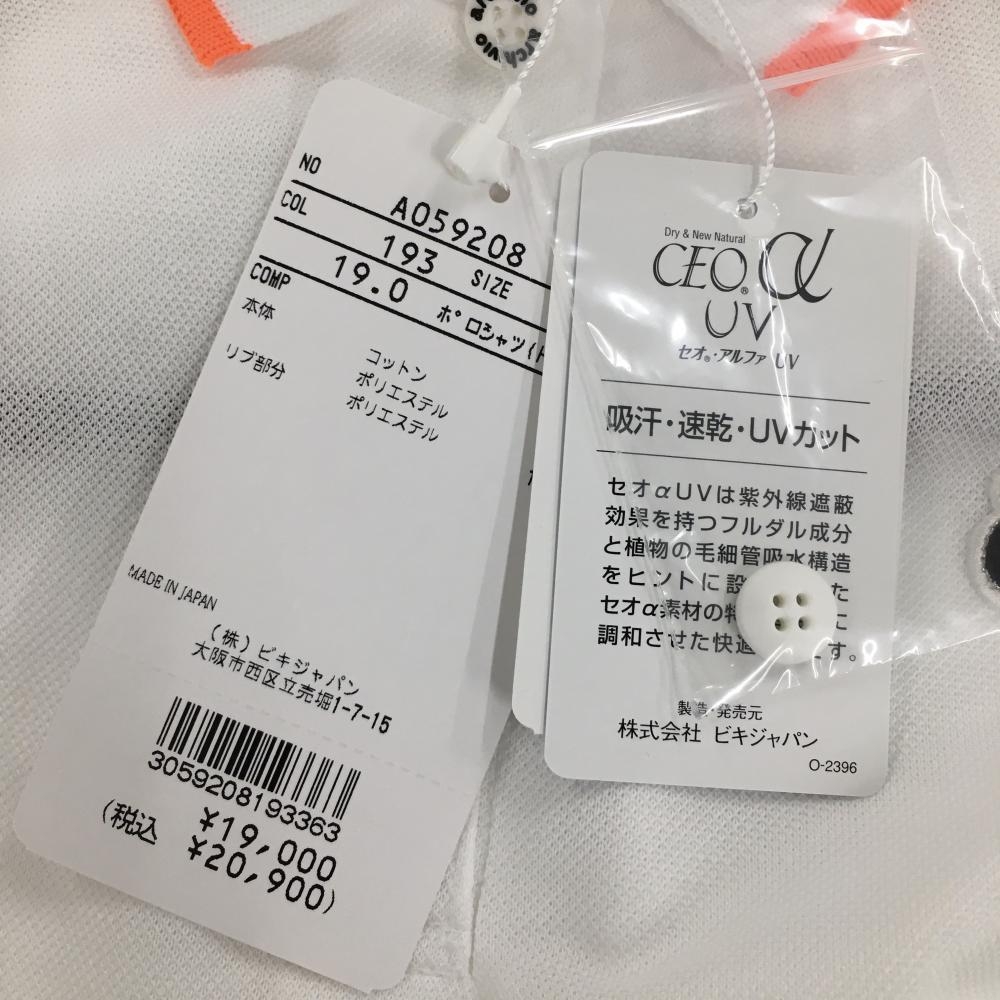 archivio
NO A059208
COL 193 SIZE
19.0 ポロシャツ(
COMP
本体 コットン
ポリエステル
リブ部分 ポリエステル
MADE IN JAPAN
(株)ビキジャパン
大阪市西区立売堀1-7-15
3059208193363
¥19,000
(税込 ¥20,900)
Dry & New Natural
CEO® α
UV
セオ®・アルファ UV
吸汗・速乾・UVカット
セオαUVは紫外線遮蔽
効果を持つフルダル成分
と植物の毛細管吸水構造
をヒントに設 た
セオα素材の特 に
調和させた快適 す。
製造・発売元
株式会社 ビキジャパン
O-2396